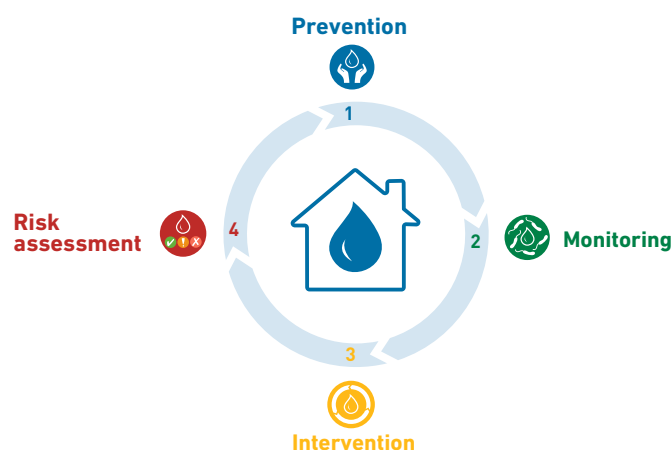 Prevention
1
2
Monitoring
3
Intervention
Risk
assessment
4